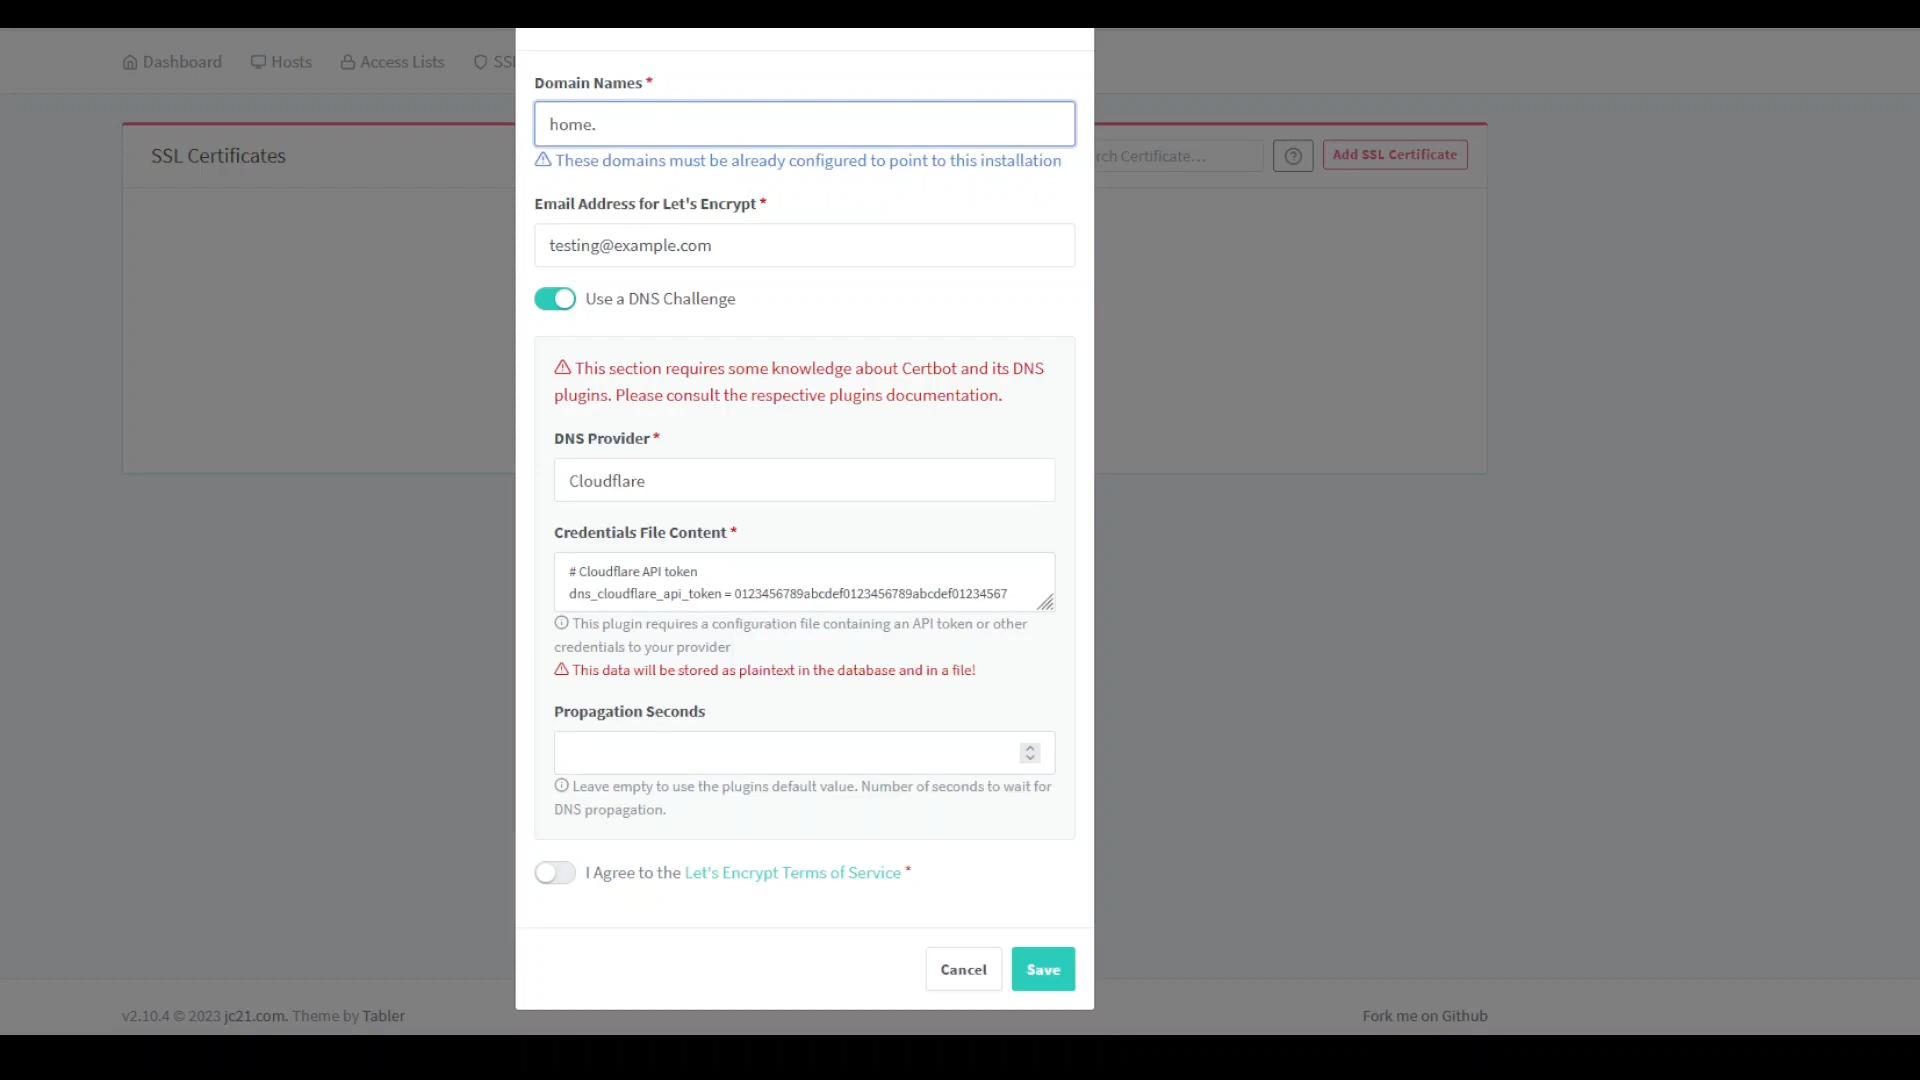 Dashboard
Hosts
Access Lists
Domain Names *
home.
These domains must be already configured to point to this installation
SSL Certificates
Certificate...
Add SSL Certificate
Email Address for Let's Encrypt *
testing@example.com
Use a DNS Challenge
This section requires some knowledge about Certbot and its DNS
plugins. Please consult the respective plugins documentation.
DNS Provider *
Cloudflare
Credentials File Content *
# Cloudflare API token
dns_cloudflare_api_token = 0123456789abcdef0123456789abcdef01234567
This plugin requires a configuration file containing an API token or other
credentials to your provider
This data will be stored as plaintext in the database and in a file!
Propagation Seconds
Leave empty to use the plugins default value. Number of seconds to wait for
DNS propagation.
I Agree to the Let's Encrypt Terms of Service *
Cancel
Save
v2.10.4 © 2023 jc21.com. Theme by Tabler
Fork me on Github